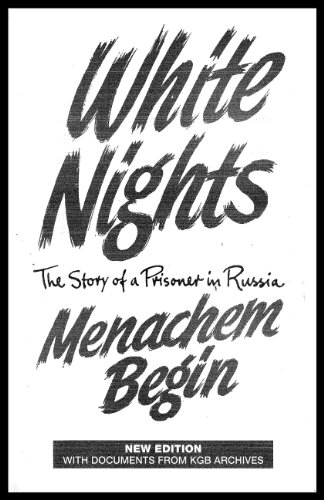 White
Nights
The Story of a Prisoner in Russia
Menachem
Begin
NEW EDITION
WITH DOCUMENTS FROM KGB ARCHIVES